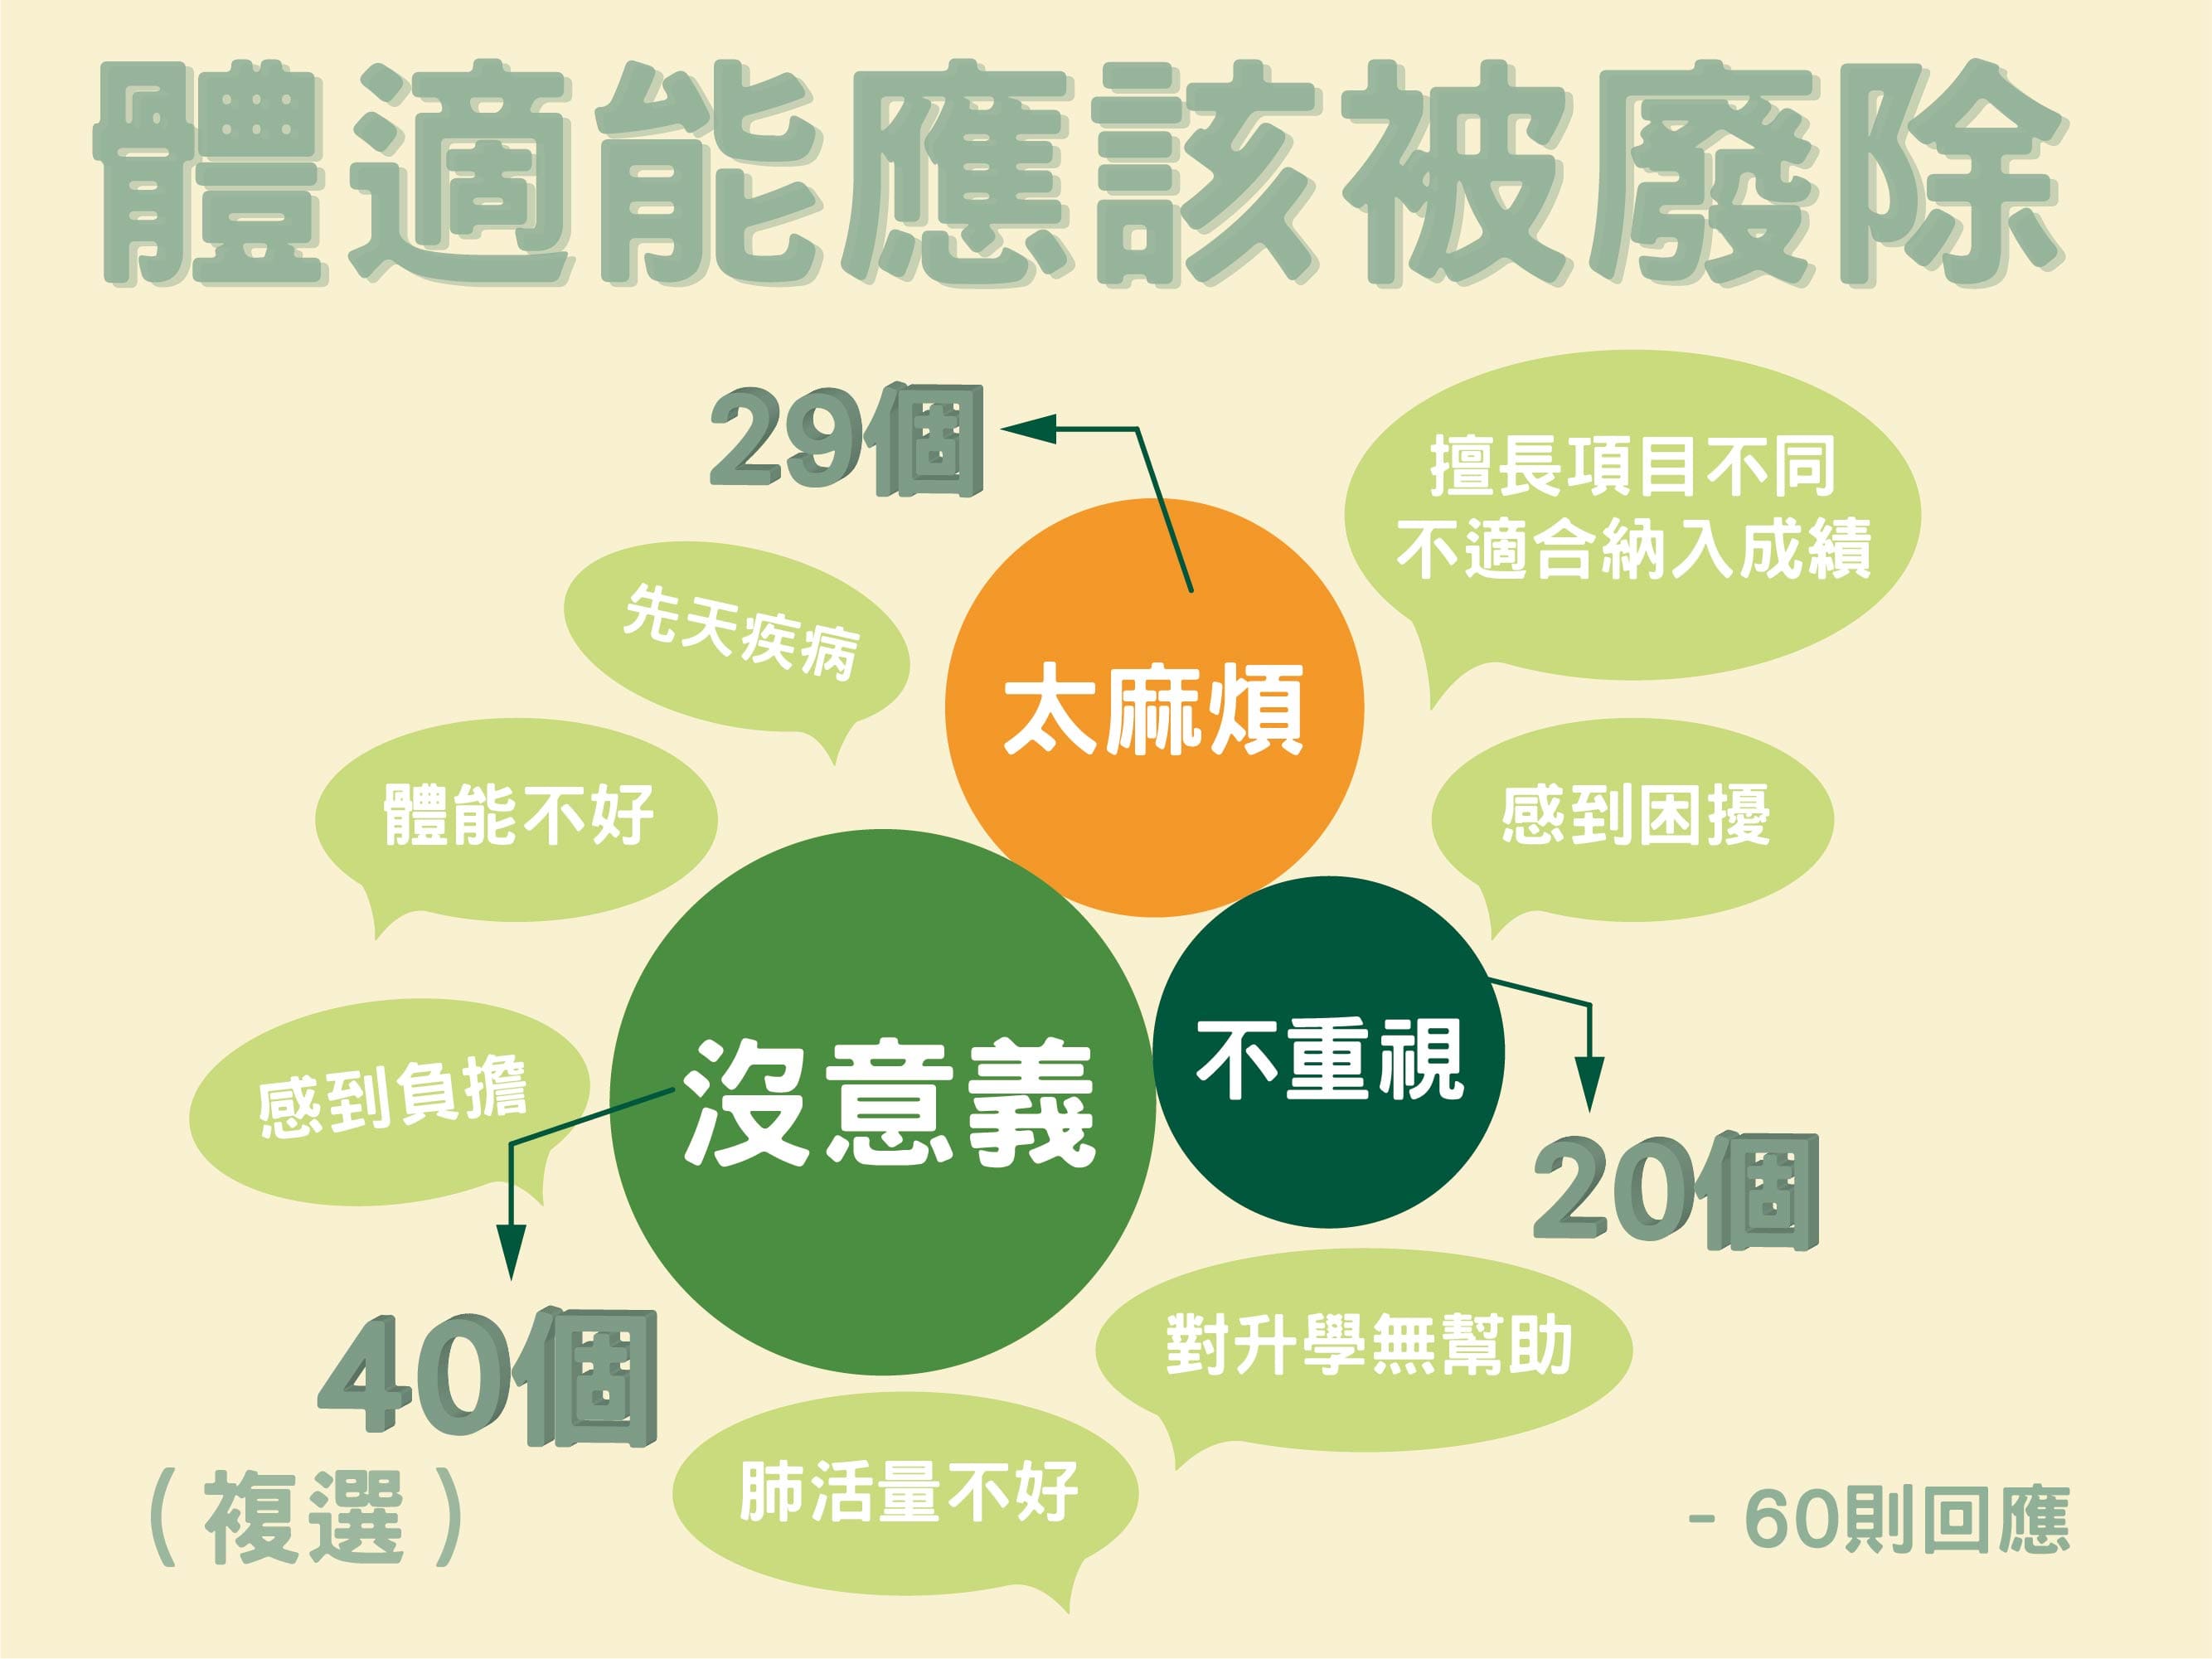 體適能應該被廢除
29個
擅長項目不同
不適合納入成績
先天疾病
太麻煩
體能不好
感到困擾
感到負擔
沒意義
不重視
20個
40個
對升學無幫助
肺活量不好
(複選)
- 60則回應